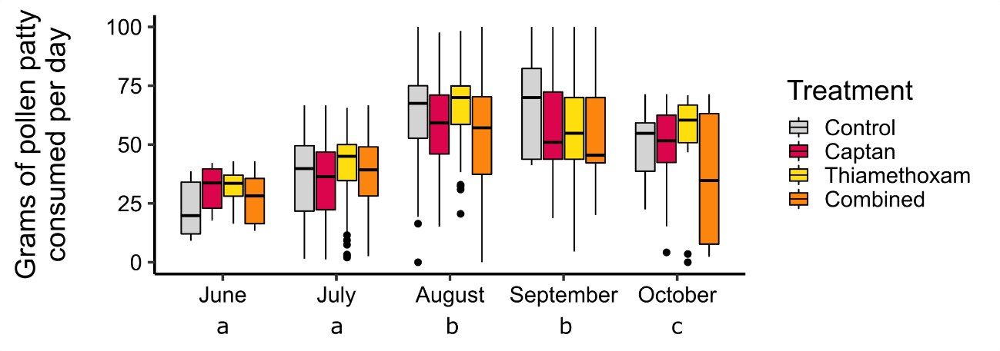 Grams of pollen patty
consumed per day
100
75
50
25
0
June
July
August
September
October
a
a
b
b
c
Treatment
Control
Captan
Thiamethoxam
Combined